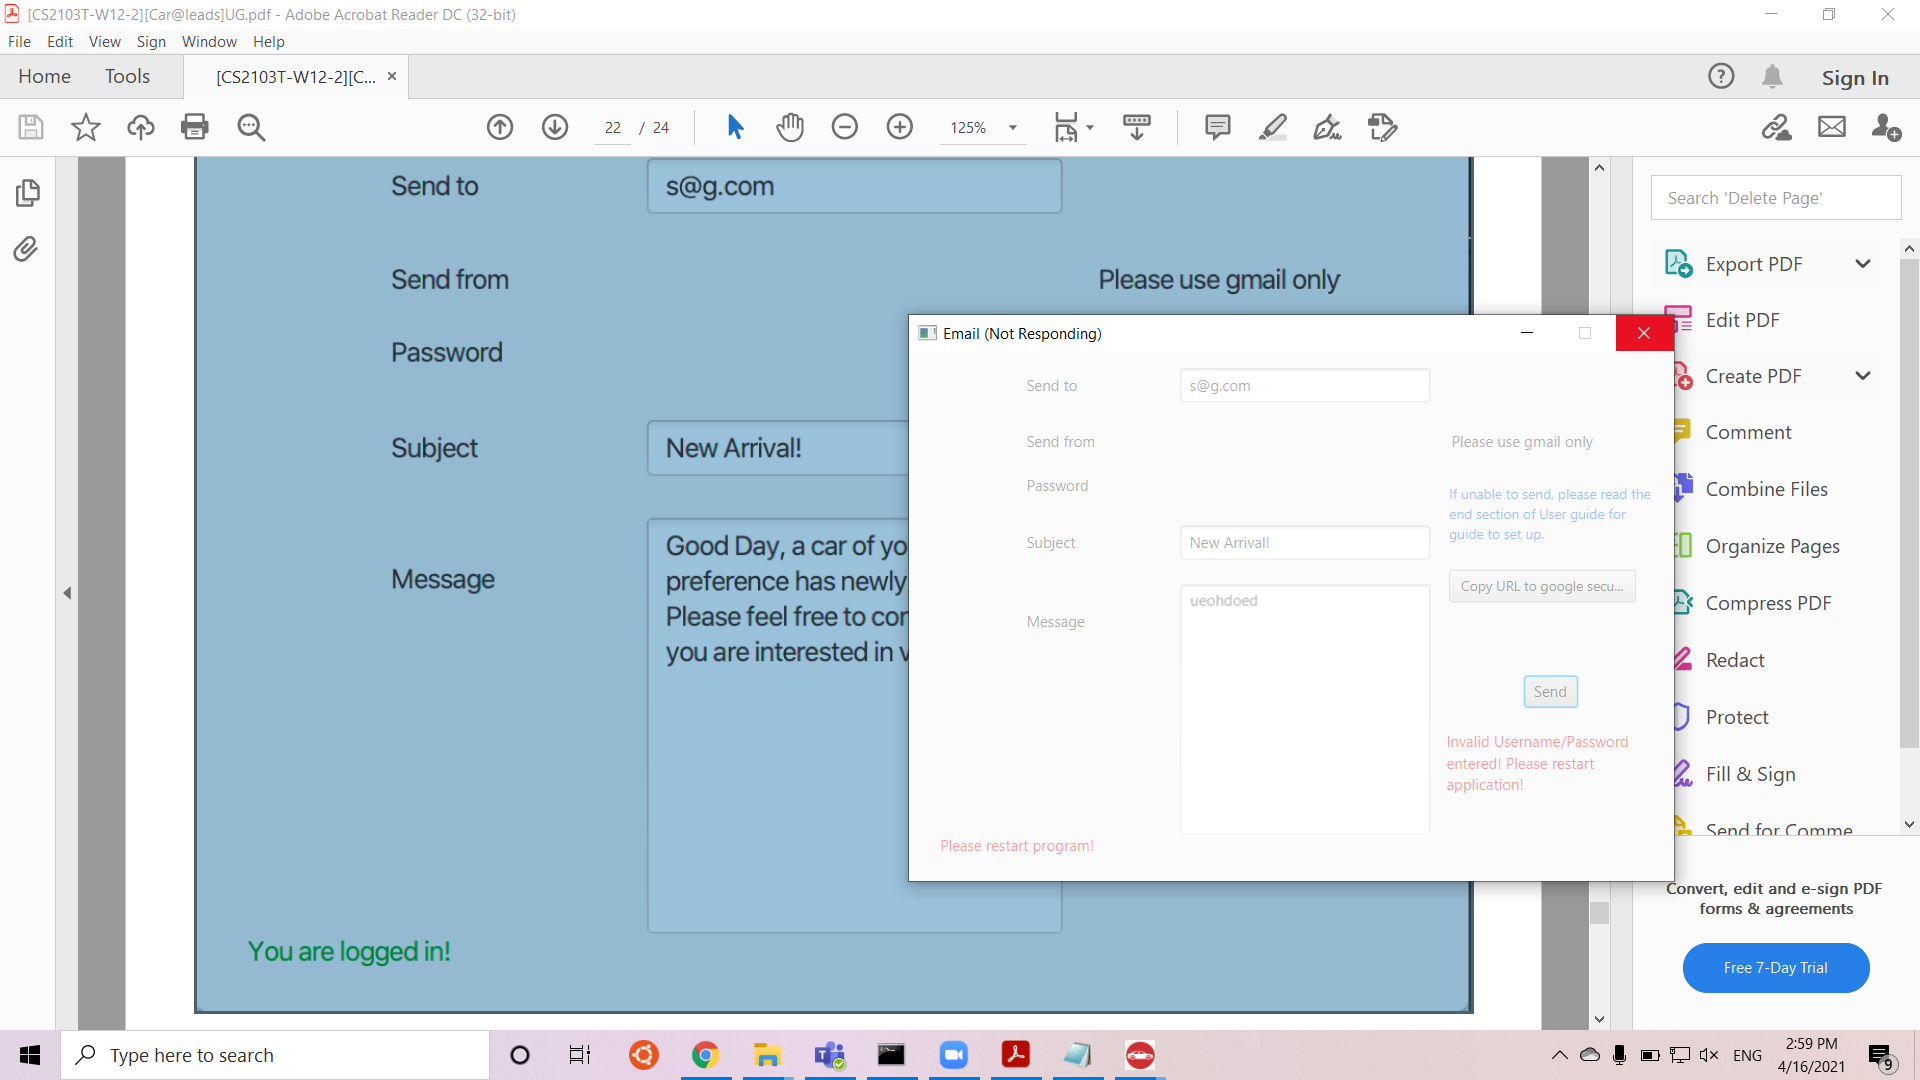 [CS2103T-W12-2][Car@leads]UG.pdf - Adobe Acrobat Reader DC (32-bit)
File Edit View Sign Window Help
Home Tools [CS2103T-W12-2][C... × Sign In
22 / 24 125%
Send to s@g.com
Send from Please use gmail only
Password
Subject New Arrival!
Message
Good Day, a car of yo
preference has newly
Please feel free to cor
you are interested in v
You are logged in!
Email (Not Responding)
Send to s@g.com
Send from Please use gmail only
Password
If unable to send, please read the
end section of User guide for
guide to set up.
Subject New Arrival!
Copy URL to google secu...
Message ueohdoed
Send
Invalid Username/Password
entered! Please restart
application!
Please restart program!
Search 'Delete Page'
Export PDF
Edit PDF
Create PDF
Comment
Combine Files
Organize Pages
Compress PDF
Redact
Protect
Fill & Sign
Send for Comme
Convert, edit and e-sign PDF
forms & agreements
Free 7-Day Trial
Type here to search
ENG
2:59 PM
4/16/2021
9